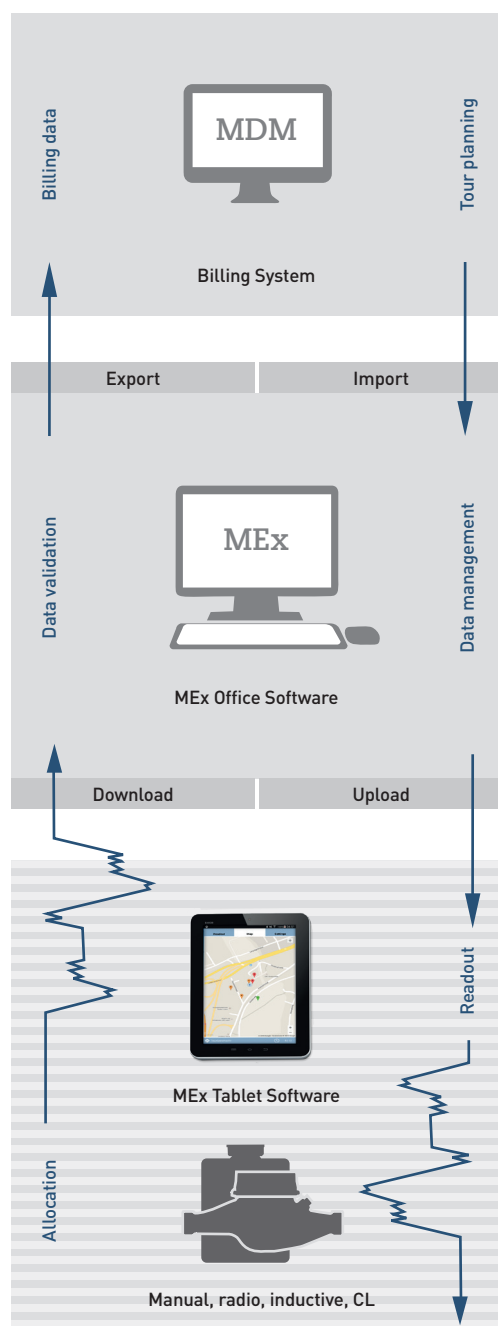 Billing data
MDM
Tour planning
Billing System
Export
Import
Data validation
MEx
Data management
MEx Office Software
Download
Upload
Map
Readout
MEx Tablet Software
Allocation
Manual, radio, inductive, CL